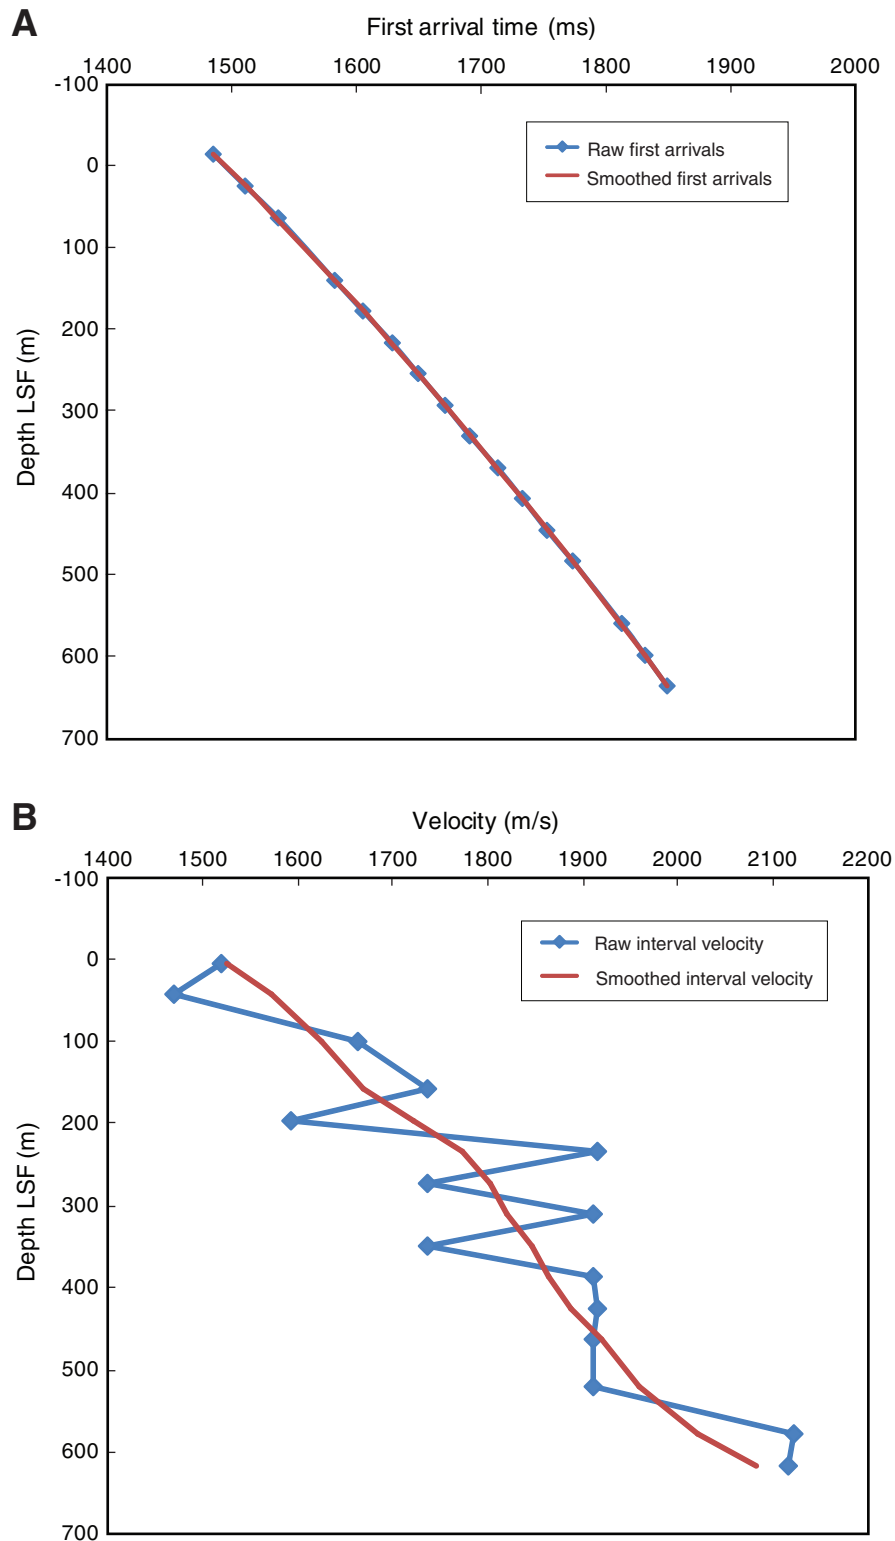 A
First arrival time (ms)
1400 1500 1600 1700 1800 1900 2000
-100
0
100
200
300
400
500
600
700
Depth LSF (m)
Raw first arrivals
Smoothed first arrivals
B
Velocity (m/s)
1400 1500 1600 1700 1800 1900 2000 2100 2200
-100
0
100
200
300
400
500
600
700
Depth LSF (m)
Raw interval velocity
Smoothed interval velocity